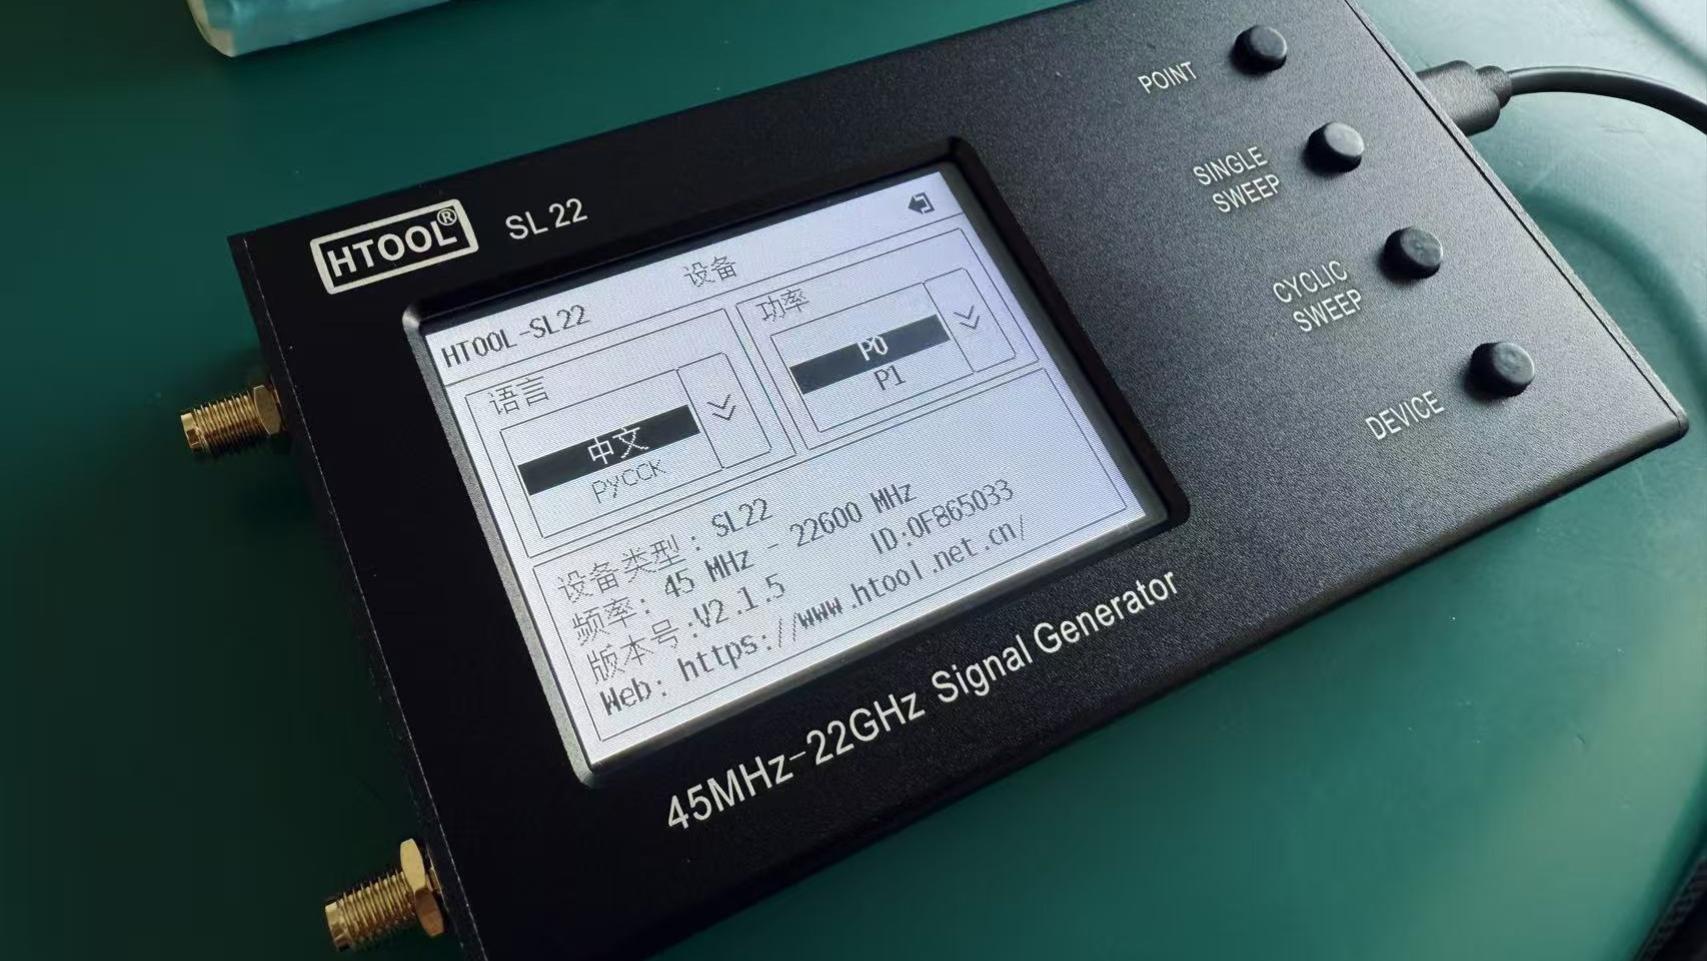 HTOOL®
SL22
POINT
SINGLE
SWEEP
CYCLIC
SWEEP
DEVICE
HTOOL-SL22
设备
语言
中文
русск
功率
P0
P1
设备类型: SL22
频率: 45 MHz - 22600 MHz
版本号:V2.1.5 ID:0F865033
Web: https://www.htool.net.cn/
45MHz-22GHz Signal Generator